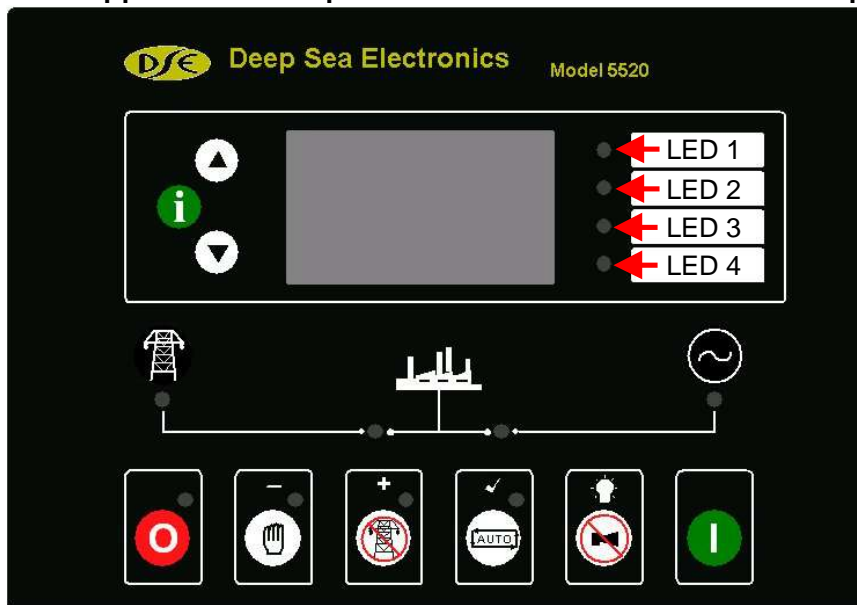 DSE Deep Sea Electronics Model 5520
LED 1
i LED 2
LED 3
LED 4
− + ✓
O AUTO I